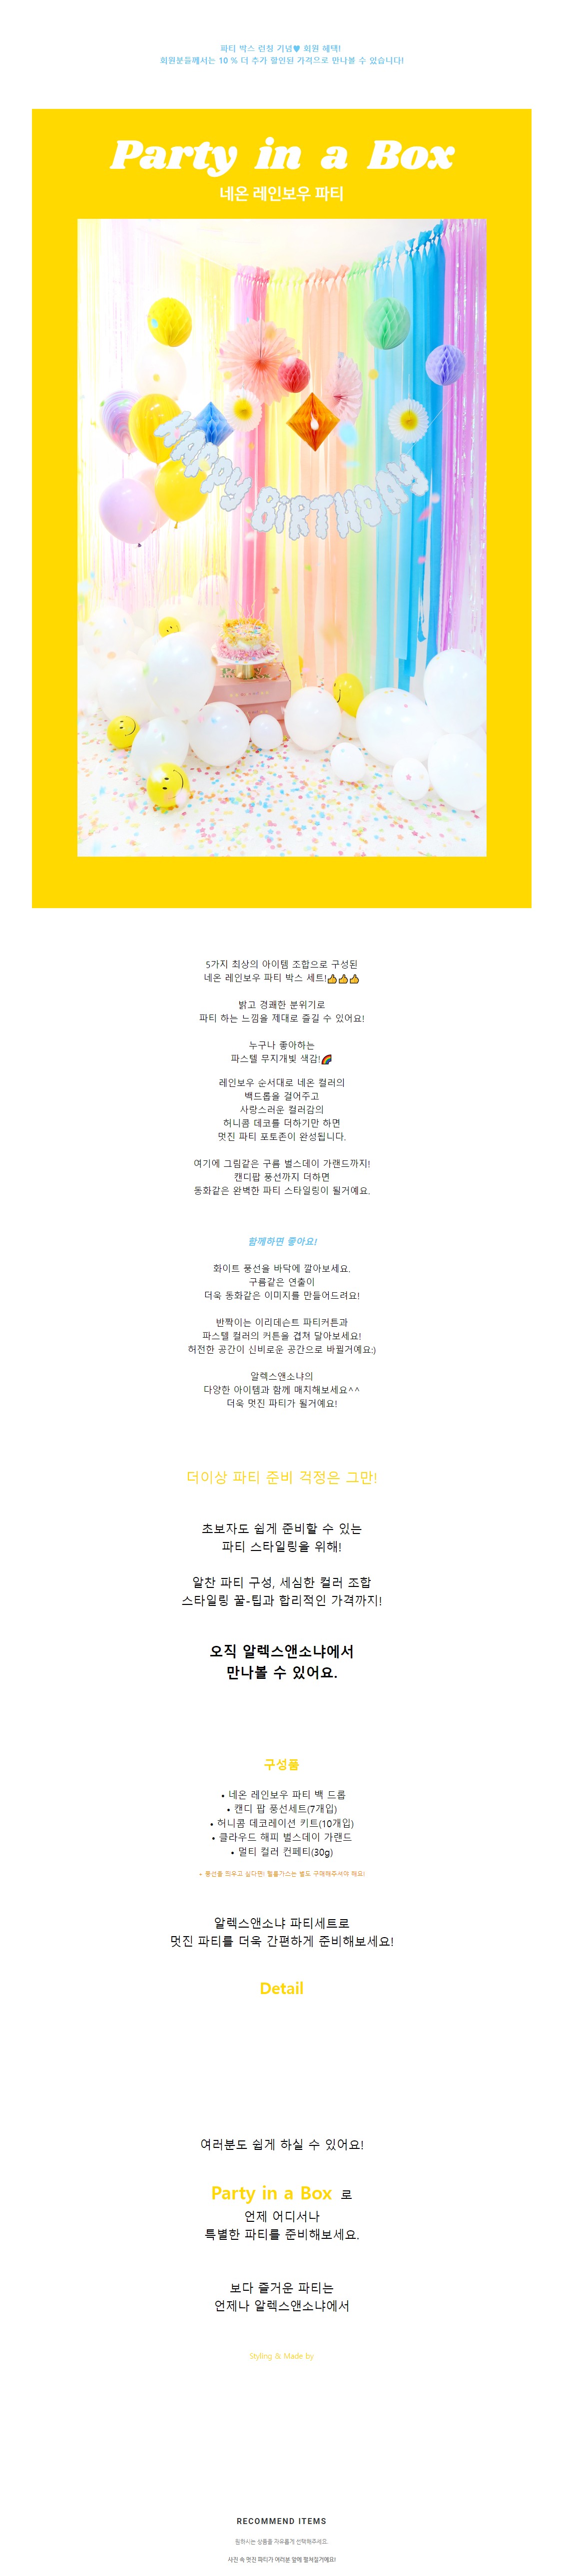 파티 박스 런칭 기념♥ 회원 혜택!
회원분들께서는 10 % 더 추가 할인된 가격으로 만나볼 수 있습니다!
Party in a Box
네온 레인보우 파티
HAPPY BIRTHDAY
5가지 최상의 아이템 조합으로 구성된
네온 레인보우 파티 박스 세트!👍👍👍
밝고 경쾌한 분위기로
파티 하는 느낌을 제대로 즐길 수 있어요!
누구나 좋아하는
파스텔 무지개빛 색감!🌈
레인보우 순서대로 네온 컬러의
백드롭을 걸어주고
사랑스러운 컬러감의
허니콤 데코를 더하기만 하면
멋진 파티 포토존이 완성됩니다.
여기에 그림같은 구름 벌스데이 가랜드까지!
캔디팝 풍선까지 더하면
동화같은 완벽한 파티 스타일링이 될거예요.
함께하면 좋아요!
화이트 풍선을 바닥에 깔아보세요.
구름같은 연출이
더욱 동화같은 이미지를 만들어드려요!
반짝이는 이리데슨트 파티커튼과
파스텔 컬러의 커튼을 겹쳐 달아보세요!
허전한 공간이 신비로운 공간으로 바뀔거예요:)
알렉스앤소냐의
다양한 아이템과 함께 매치해보세요^^
더욱 멋진 파티가 될거예요!
더이상 파티 준비 걱정은 그만!
초보자도 쉽게 준비할 수 있는
파티 스타일링을 위해!
알찬 파티 구성, 세심한 컬러 조합
스타일링 꿀-팁과 합리적인 가격까지!
오직 알렉스앤소냐에서
만나볼 수 있어요.
구성품
• 네온 레인보우 파티 백 드롭
• 캔디 팝 풍선세트(7개입)
• 허니콤 데코레이션 키트(10개입)
• 클라우드 해피 벌스데이 가랜드
• 멀티 컬러 컨페티(30g)
* 풍선을 띄우고 싶다면! 헬륨가스는 별도 구매해주셔야 해요!
알렉스앤소냐 파티세트로
멋진 파티를 더욱 간편하게 준비해보세요!
Detail
여러분도 쉽게 하실 수 있어요!
Party in a Box 로
언제 어디서나
특별한 파티를 준비해보세요.
보다 즐거운 파티는
언제나 알렉스앤소냐에서
Styling & Made by
RECOMMEND ITEMS
원하시는 상품을 자유롭게 선택해주세요.
사진 속 멋진 파티가 여러분 앞에 펼쳐질거예요!